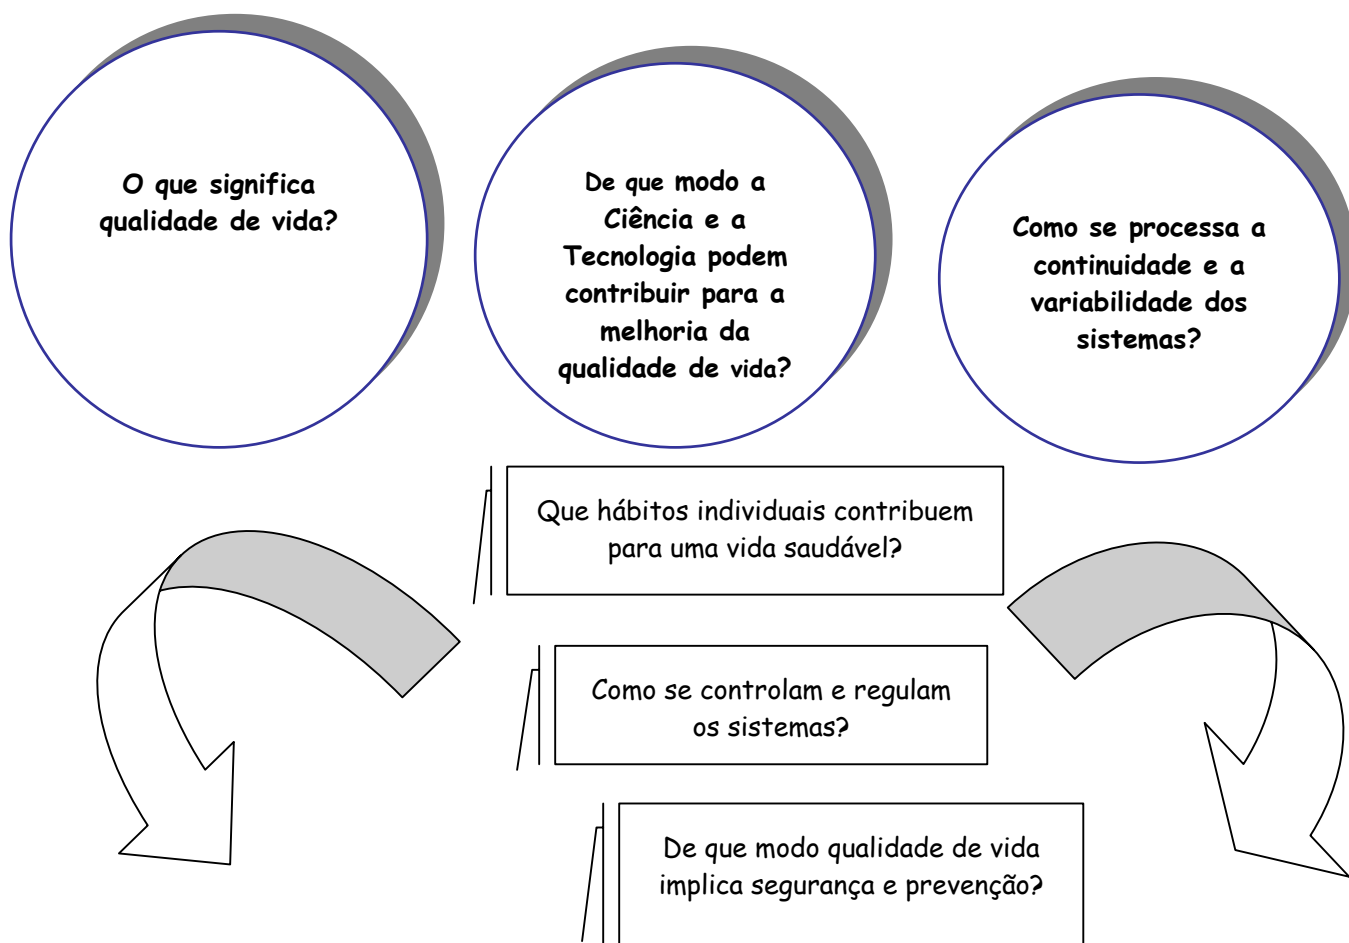 O que significa
qualidade de vida?
De que modo a
Ciência e a
Tecnologia podem
contribuir para a
melhoria da
qualidade de vida?
Como se processa a
continuidade e a
variabilidade dos
sistemas?
Que hábitos individuais contribuem
para uma vida saudável?
Como se controlam e regulam
os sistemas?
De que modo qualidade de vida
implica segurança e prevenção?